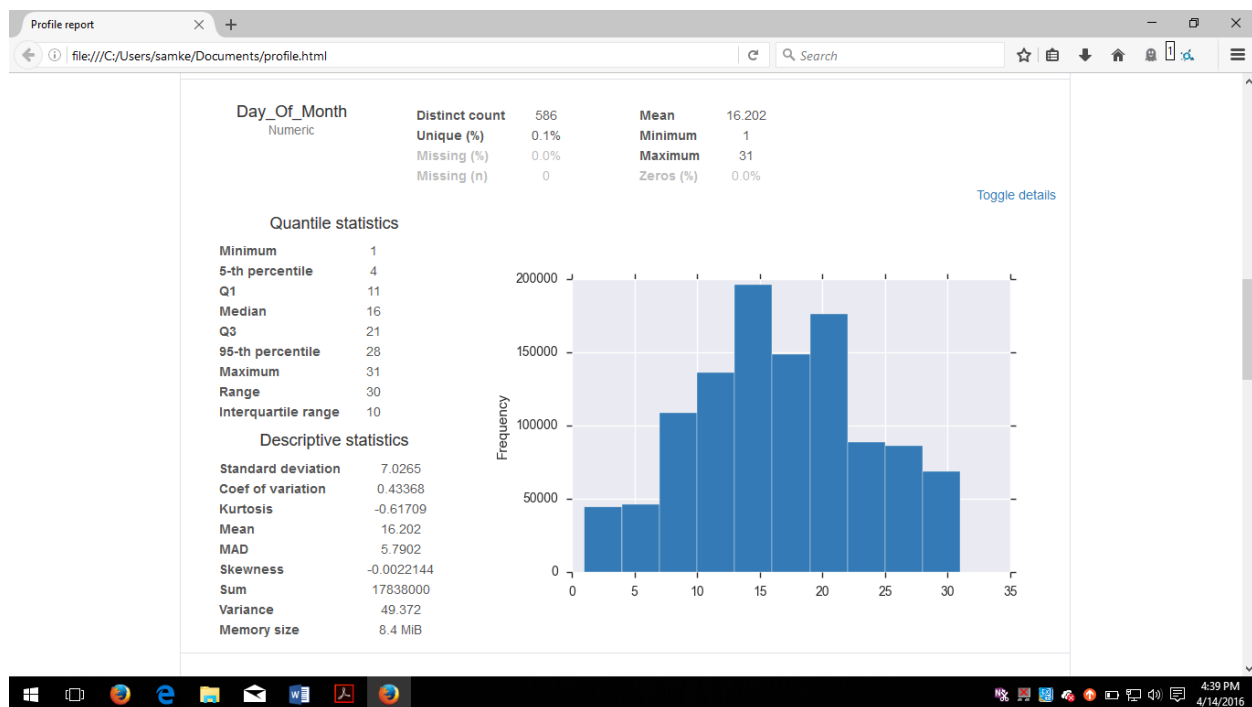 Profile report
file:///C:/Users/samke/Documents/profile.html
Search
1
Day_Of_Month
Numeric
Distinct count 586
Unique (%) 0.1%
Missing (%) 0.0%
Missing (n) 0
Mean 16.202
Minimum 1
Maximum 31
Zeros (%) 0.0%
Toggle details
Quantile statistics
Minimum 1
5-th percentile 4
Q1 11
Median 16
Q3 21
95-th percentile 28
Maximum 31
Range 30
Interquartile range 10
Descriptive statistics
Standard deviation 7.0265
Coef of variation 0.43368
Kurtosis -0.61709
Mean 16.202
MAD 5.7902
Skewness -0.0022144
Sum 17838000
Variance 49.372
Memory size 8.4 MiB
200000
150000
100000
50000
0
Frequency
0 5 10 15 20 25 30 35
4:39 PM
4/14/2016